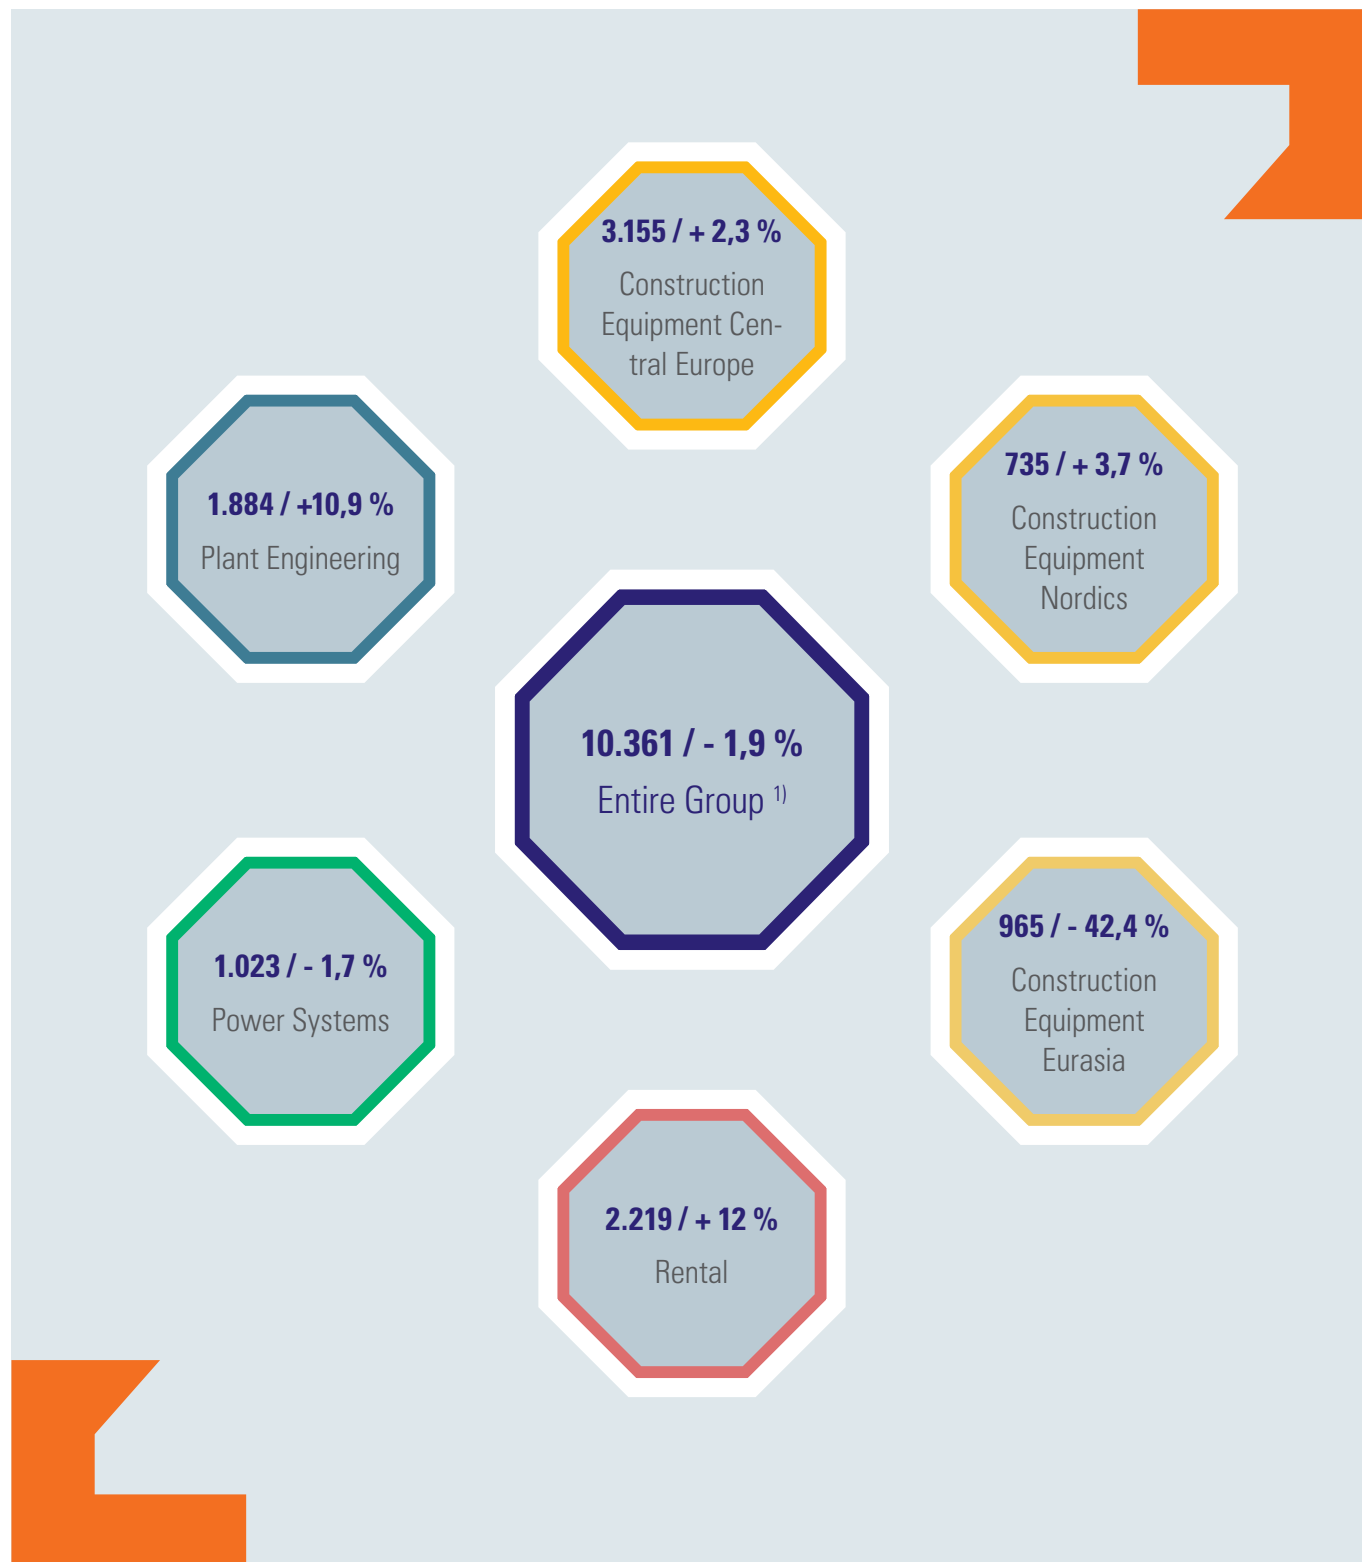 3.155 / + 2,3 %
Construction
Equipment Cen-
tral Europe
1.884 / +10,9 %
Plant Engineering
735 / + 3,7 %
Construction
Equipment
Nordics
10.361 / - 1,9 %
Entire Group 1)
1.023 / - 1,7 %
Power Systems
965 / - 42,4 %
Construction
Equipment
Eurasia
2.219 / + 12 %
Rental